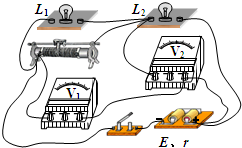 L₁ L₂
V₂
V₁
− +
E、r